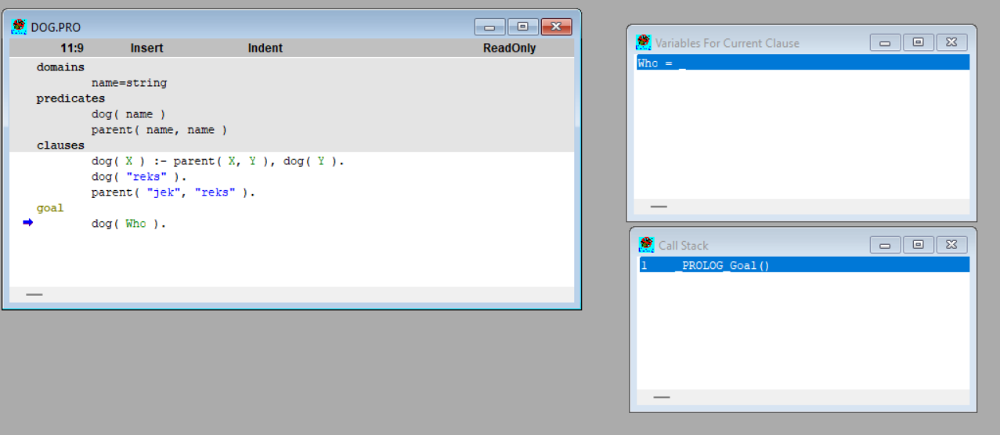 DOG.PRO
11:9 Insert Indent ReadOnly
domains
name=string
predicates
dog( name )
parent( name, name )
clauses
dog( X ) :- parent( X, Y ), dog( Y ).
dog( "reks" ).
parent( "jek", "reks" ).
goal
dog( Who ).
Variables For Current Clause
Who = _
Call Stack
1 _PROLOG_Goal()